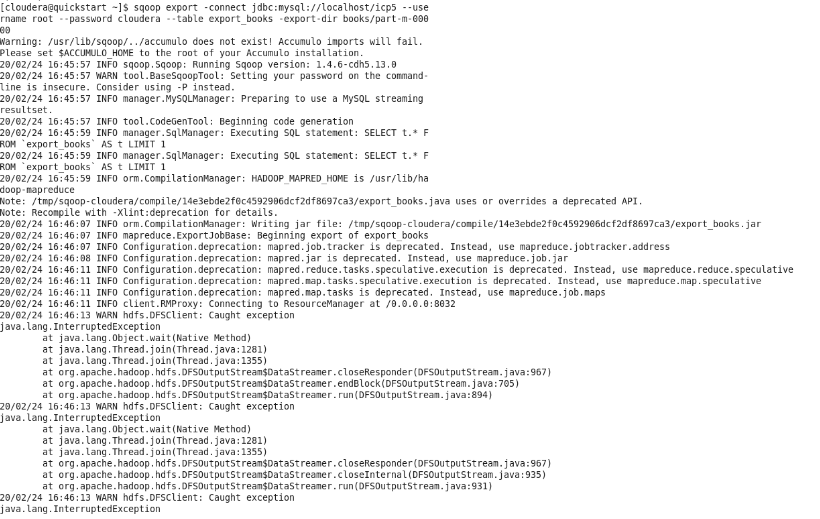 [cloudera@quickstart ~]$ sqoop export -connect jdbc:mysql://localhost/icp5 --use
rname root --password cloudera --table export_books -export-dir books/part-m-000
00
Warning: /usr/lib/sqoop/../accumulo does not exist! Accumulo imports will fail.
Please set $ACCUMULO_HOME to the root of your Accumulo installation.
20/02/24 16:45:57 INFO sqoop.Sqoop: Running Sqoop version: 1.4.6-cdh5.13.0
20/02/24 16:45:57 WARN tool.BaseSqoopTool: Setting your password on the command-
line is insecure. Consider using -P instead.
20/02/24 16:45:57 INFO manager.MySQLManager: Preparing to use a MySQL streaming
resultset.
20/02/24 16:45:57 INFO tool.CodeGenTool: Beginning code generation
20/02/24 16:45:59 INFO manager.SqlManager: Executing SQL statement: SELECT t.* F
ROM `export_books` AS t LIMIT 1
20/02/24 16:45:59 INFO manager.SqlManager: Executing SQL statement: SELECT t.* F
ROM `export_books` AS t LIMIT 1
20/02/24 16:45:59 INFO orm.CompilationManager: HADOOP_MAPRED_HOME is /usr/lib/ha
doop-mapreduce
Note: /tmp/sqoop-cloudera/compile/14e3ebde2f0c4592906dcf2df8697ca3/export_books.java uses or overrides a deprecated API.
Note: Recompile with -Xlint:deprecation for details.
20/02/24 16:46:07 INFO orm.CompilationManager: Writing jar file: /tmp/sqoop-cloudera/compile/14e3ebde2f0c4592906dcf2df8697ca3/export_books.jar
20/02/24 16:46:07 INFO mapreduce.ExportJobBase: Beginning export of export_books
20/02/24 16:46:07 INFO Configuration.deprecation: mapred.job.tracker is deprecated. Instead, use mapreduce.jobtracker.address
20/02/24 16:46:08 INFO Configuration.deprecation: mapred.jar is deprecated. Instead, use mapreduce.job.jar
20/02/24 16:46:11 INFO Configuration.deprecation: mapred.reduce.tasks.speculative.execution is deprecated. Instead, use mapreduce.reduce.speculative
20/02/24 16:46:11 INFO Configuration.deprecation: mapred.map.tasks.speculative.execution is deprecated. Instead, use mapreduce.map.speculative
20/02/24 16:46:11 INFO Configuration.deprecation: mapred.map.tasks is deprecated. Instead, use mapreduce.job.maps
20/02/24 16:46:11 INFO client.RMProxy: Connecting to ResourceManager at /0.0.0.0:8032
20/02/24 16:46:13 WARN hdfs.DFSClient: Caught exception
java.lang.InterruptedException
at java.lang.Object.wait(Native Method)
at java.lang.Thread.join(Thread.java:1281)
at java.lang.Thread.join(Thread.java:1355)
at org.apache.hadoop.hdfs.DFSOutputStream$DataStreamer.closeResponder(DFSOutputStream.java:967)
at org.apache.hadoop.hdfs.DFSOutputStream$DataStreamer.endBlock(DFSOutputStream.java:705)
at org.apache.hadoop.hdfs.DFSOutputStream$DataStreamer.run(DFSOutputStream.java:894)
20/02/24 16:46:13 WARN hdfs.DFSClient: Caught exception
java.lang.InterruptedException
at java.lang.Object.wait(Native Method)
at java.lang.Thread.join(Thread.java:1281)
at java.lang.Thread.join(Thread.java:1355)
at org.apache.hadoop.hdfs.DFSOutputStream$DataStreamer.closeResponder(DFSOutputStream.java:967)
at org.apache.hadoop.hdfs.DFSOutputStream$DataStreamer.closeInternal(DFSOutputStream.java:935)
at org.apache.hadoop.hdfs.DFSOutputStream$DataStreamer.run(DFSOutputStream.java:931)
20/02/24 16:46:13 WARN hdfs.DFSClient: Caught exception
java.lang.InterruptedException